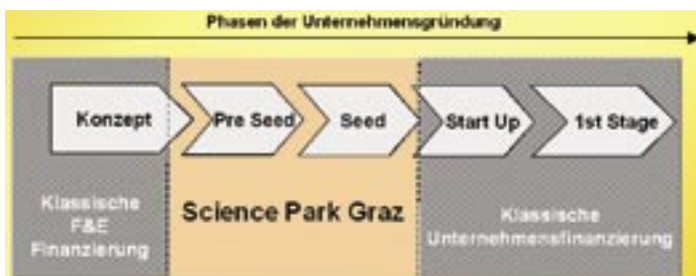 Phasen der Unternehmensgründung
Konzept
Pre Seed
Seed
Start Up
1st Stage
Klassische
F&E
Finanzierung
Science Park Graz
Klassische
Unternehmensfinanzierung